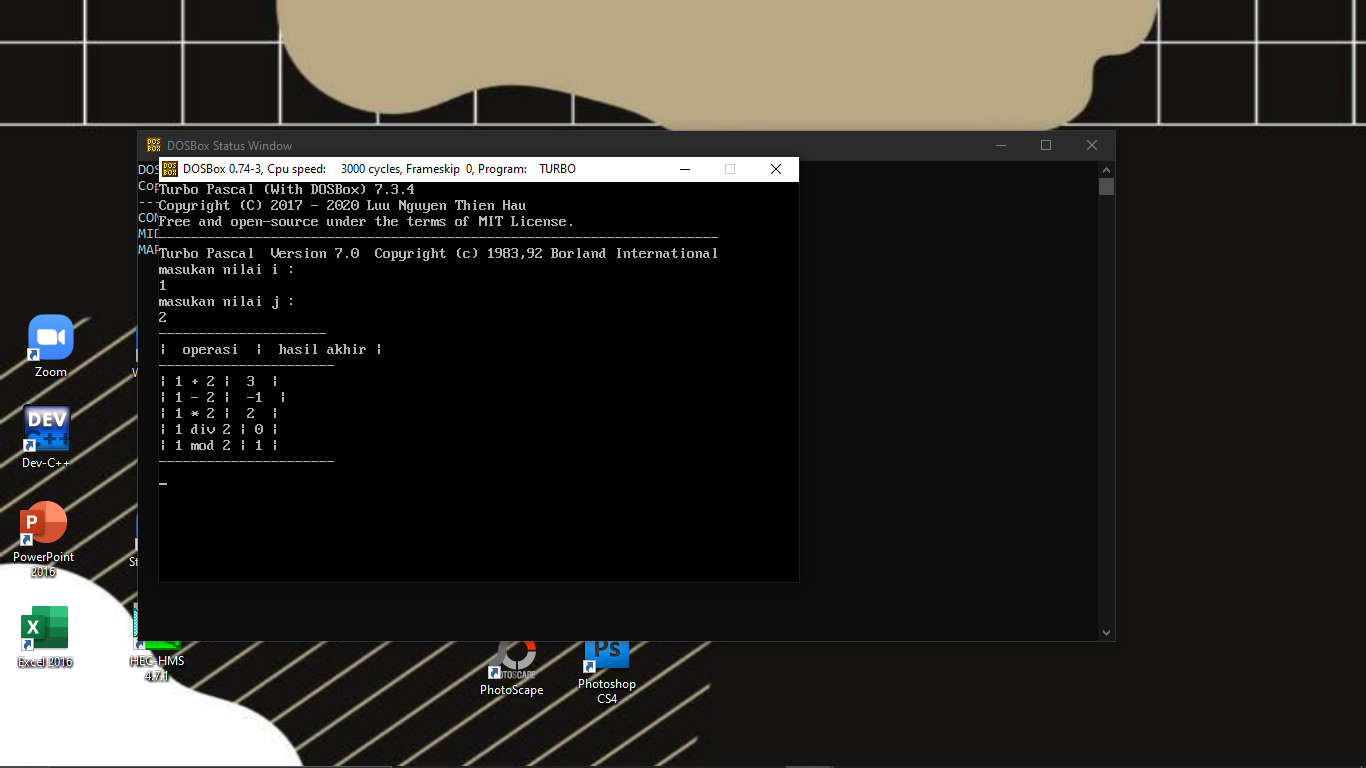 DOSBox Status Window
DOS
Cop
---
CON
MID
MAP
DOSBox 0.74-3, Cpu speed: 3000 cycles, Frameskip 0, Program: TURBO
Turbo Pascal (With DOSBox) 7.3.4
Copyright (C) 2017 - 2020 Luu Nguyen Thien Hau
Free and open-source under the terms of MIT License.
----------------------------------------------------------------------
Turbo Pascal Version 7.0 Copyright (c) 1983,92 Borland International
masukan nilai i :
1
masukan nilai j :
2
---------------------
| operasi | hasil akhir |
----------------------
| 1 + 2 | 3 |
| 1 - 2 | -1 |
| 1 * 2 | 2 |
| 1 div 2 | 0 |
| 1 mod 2 | 1 |
----------------------
_
Zoom
DEV
C++
Dev-C++
P
PowerPoint
2016
X
Excel 2016
HEC-HMS
4.7.1
PhotoScape
Ps
Photoshop
CS4